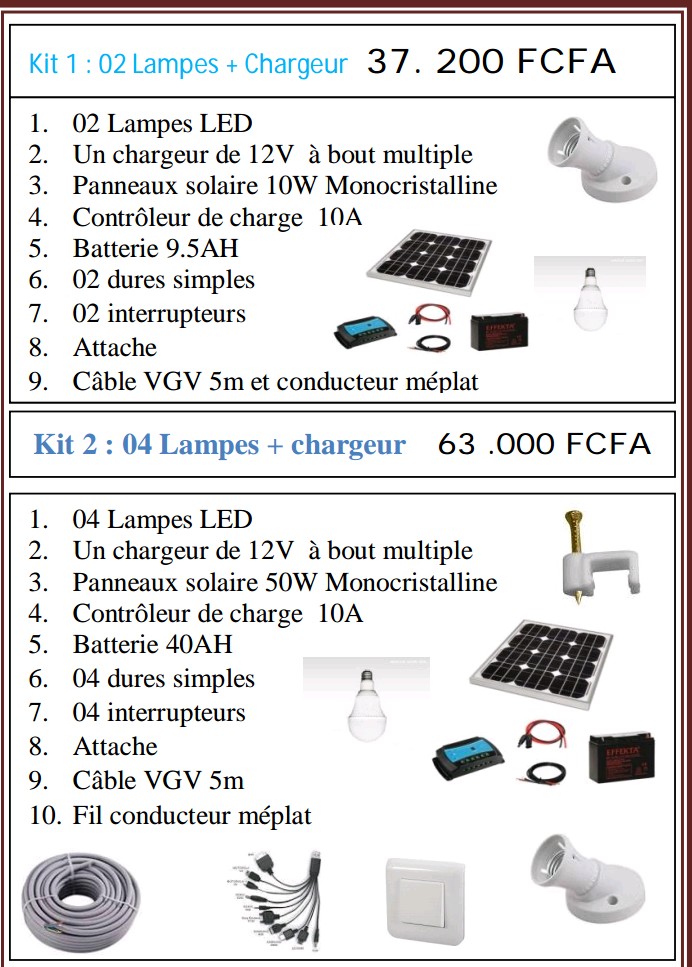 Kit 1 : 02 Lampes + Chargeur 37. 200 FCFA
1. 02 Lampes LED
2. Un chargeur de 12V à bout multiple
3. Panneaux solaire 10W Monocristalline
4. Contrôleur de charge 10A
5. Batterie 9.5AH
6. 02 dures simples
7. 02 interrupteurs
8. Attache
9. Câble VGV 5m et conducteur méplat
EFFEKTA
Kit 2 : 04 Lampes + chargeur 63 .000 FCFA
1. 04 Lampes LED
2. Un chargeur de 12V à bout multiple
3. Panneaux solaire 50W Monocristalline
4. Contrôleur de charge 10A
5. Batterie 40AH
6. 04 dures simples
7. 04 interrupteurs
8. Attache
9. Câble VGV 5m
10. Fil conducteur méplat
EFFEKTA